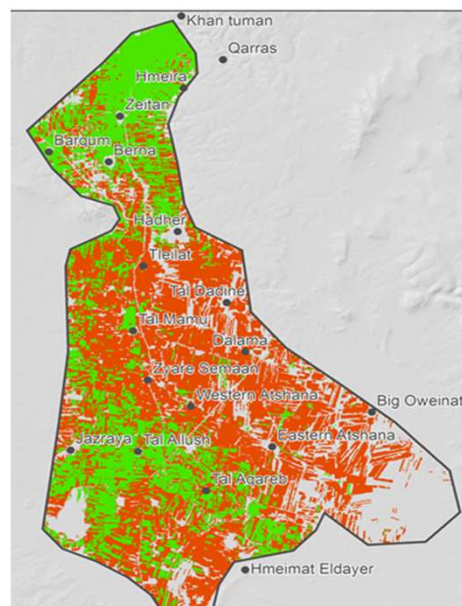 Khan tuman
Qarras
Hmeira
Zeitan
Barqum
Berna
Hadher
Tleilat
Tal Dadine
Tal Mamu
Dalama
Zyare Semaan
Western Atshana
Big Oweinat
Jazraya
Tal Allush
Eastern Atshana
Tal Aqareb
Hmeimat Eldayer